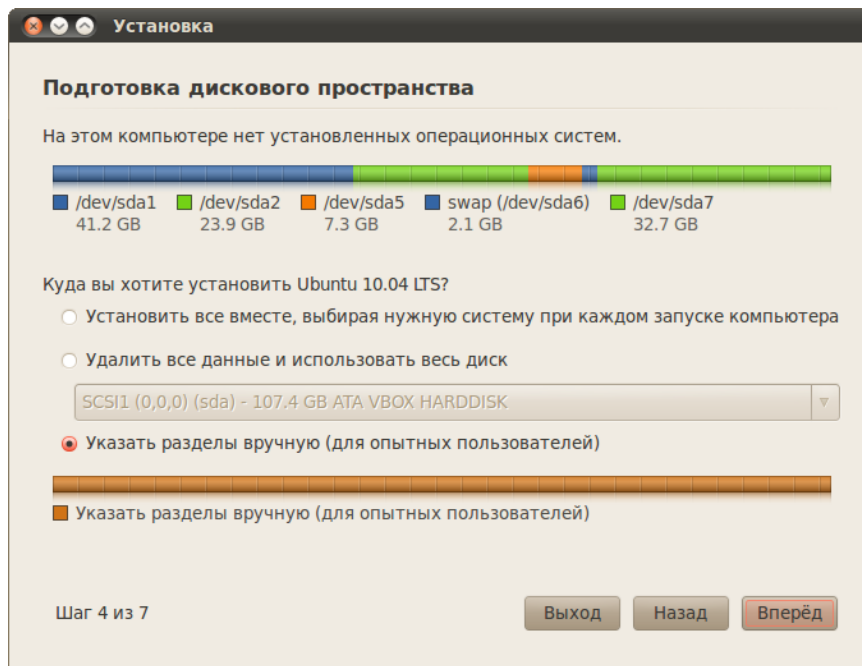 Установка
Подготовка дискового пространства
На этом компьютере нет установленных операционных систем.
/dev/sda1 /dev/sda2 /dev/sda5 swap (/dev/sda6) /dev/sda7
41.2 GB 23.9 GB 7.3 GB 2.1 GB 32.7 GB
Куда вы хотите установить Ubuntu 10.04 LTS?
Установить все вместе, выбирая нужную систему при каждом запуске компьютера
Удалить все данные и использовать весь диск
SCSI1 (0,0,0) (sda) - 107.4 GB ATA VBOX HARDDISK
Указать разделы вручную (для опытных пользователей)
Указать разделы вручную (для опытных пользователей)
Шаг 4 из 7 Выход Назад Вперёд